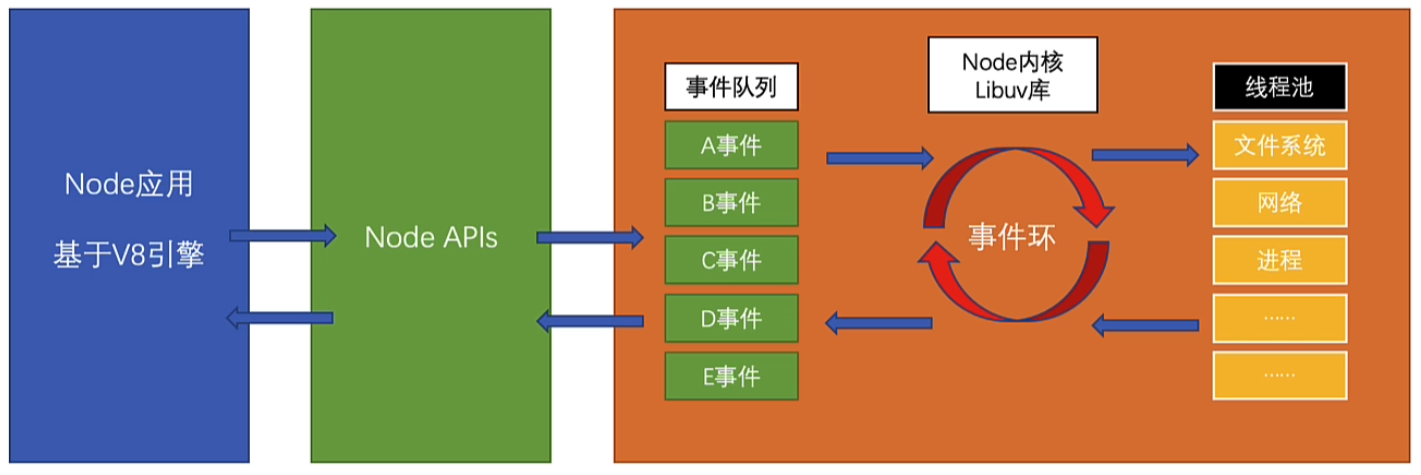 Node应用
基于V8引擎
Node APIs
事件队列
A事件
B事件
C事件
D事件
E事件
Node内核
Libuv库
事件环
线程池
文件系统
网络
进程
……
……